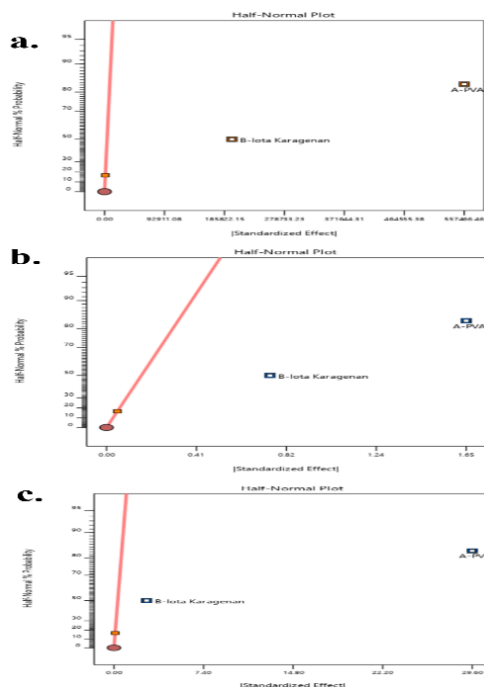 a.
Half-Normal Plot
Half-Normal % Probability
95
90
80
70
50
30
20
10
0
A-PVA
B-Iota Karagenan
0.00 92911.08 185822.15 278733.23 371644.31 464555.38 557466.46
|Standardized Effect|
b.
Half-Normal Plot
Half-Normal % Probability
95
90
80
70
50
30
20
10
0
A-PVA
B-Iota Karagenan
0.00 0.41 0.82 1.24 1.65
|Standardized Effect|
c.
Half-Normal Plot
Half-Normal % Probability
95
90
80
70
50
30
20
10
0
A-PV
B-Iota Karagenan
0.00 7.40 14.80 22.20 29.60
|Standardized Effect|